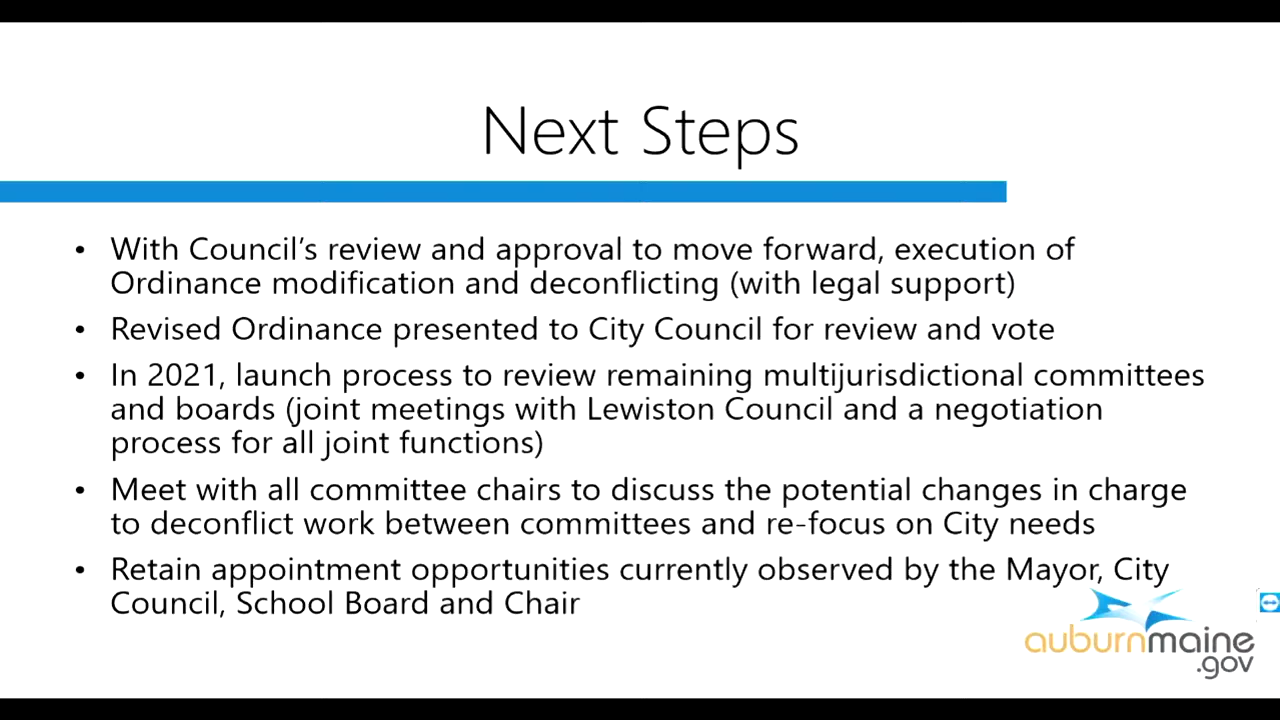 Next Steps
• With Council's review and approval to move forward, execution of
Ordinance modification and deconflicting (with legal support)
• Revised Ordinance presented to City Council for review and vote
• In 2021, launch process to review remaining multijurisdictional committees
and boards (joint meetings with Lewiston Council and a negotiation
process for all joint functions)
• Meet with all committee chairs to discuss the potential changes in charge
to deconflict work between committees and re-focus on City needs
• Retain appointment opportunities currently observed by the Mayor, City
Council, School Board and Chair
auburnmaine
.gov